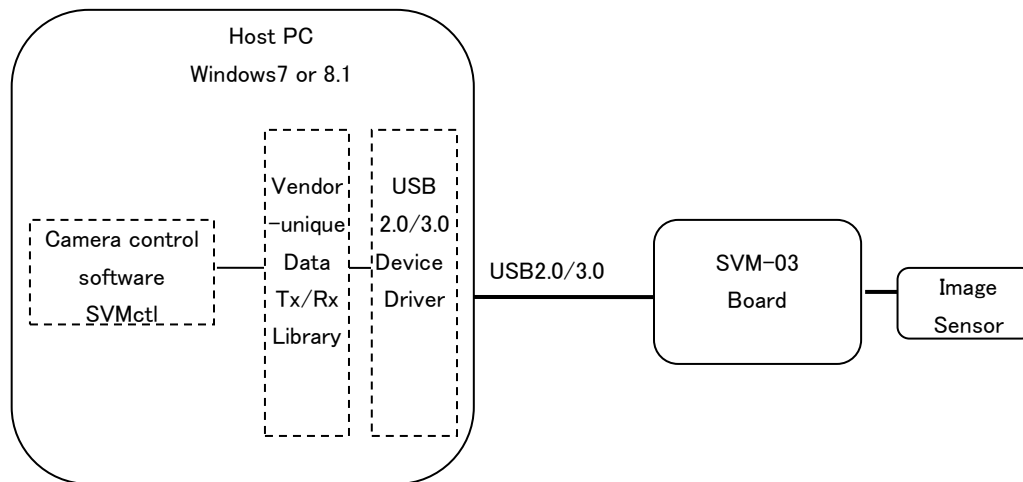 Host PC
Windows7 or 8.1
Camera control
software
SVMctl
Vendor
-unique
Data
Tx/Rx
Library
USB
2.0/3.0
Device
Driver
USB2.0/3.0
SVM-03
Board
Image
Sensor